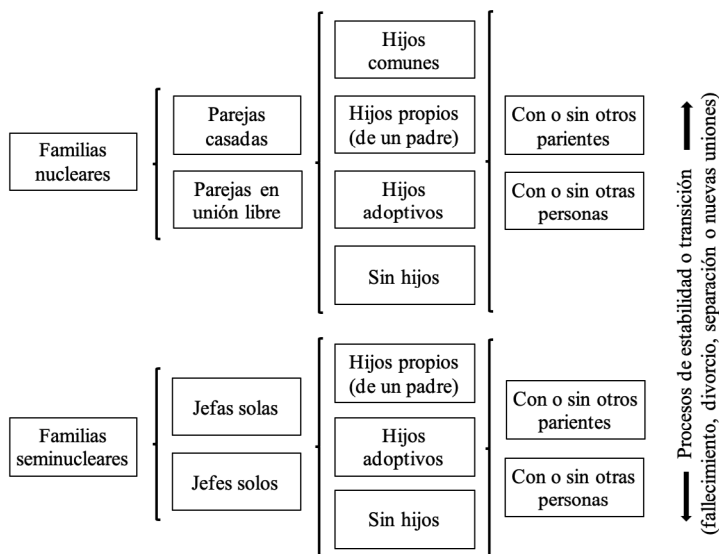 Familias
nucleares
Parejas
casadas
Parejas en
unión libre
Hijos
comunes
Hijos propios
(de un padre)
Hijos
adoptivos
Sin hijos
Con o sin otros
parientes
Con o sin otras
personas
Familias
seminucleares
Jefas solas
Jefes solos
Hijos propios
(de un padre)
Hijos
adoptivos
Sin hijos
Con o sin otros
parientes
Con o sin otras
personas
Procesos de estabilidad o transición
(fallecimiento, divorcio, separación o nuevas uniones)